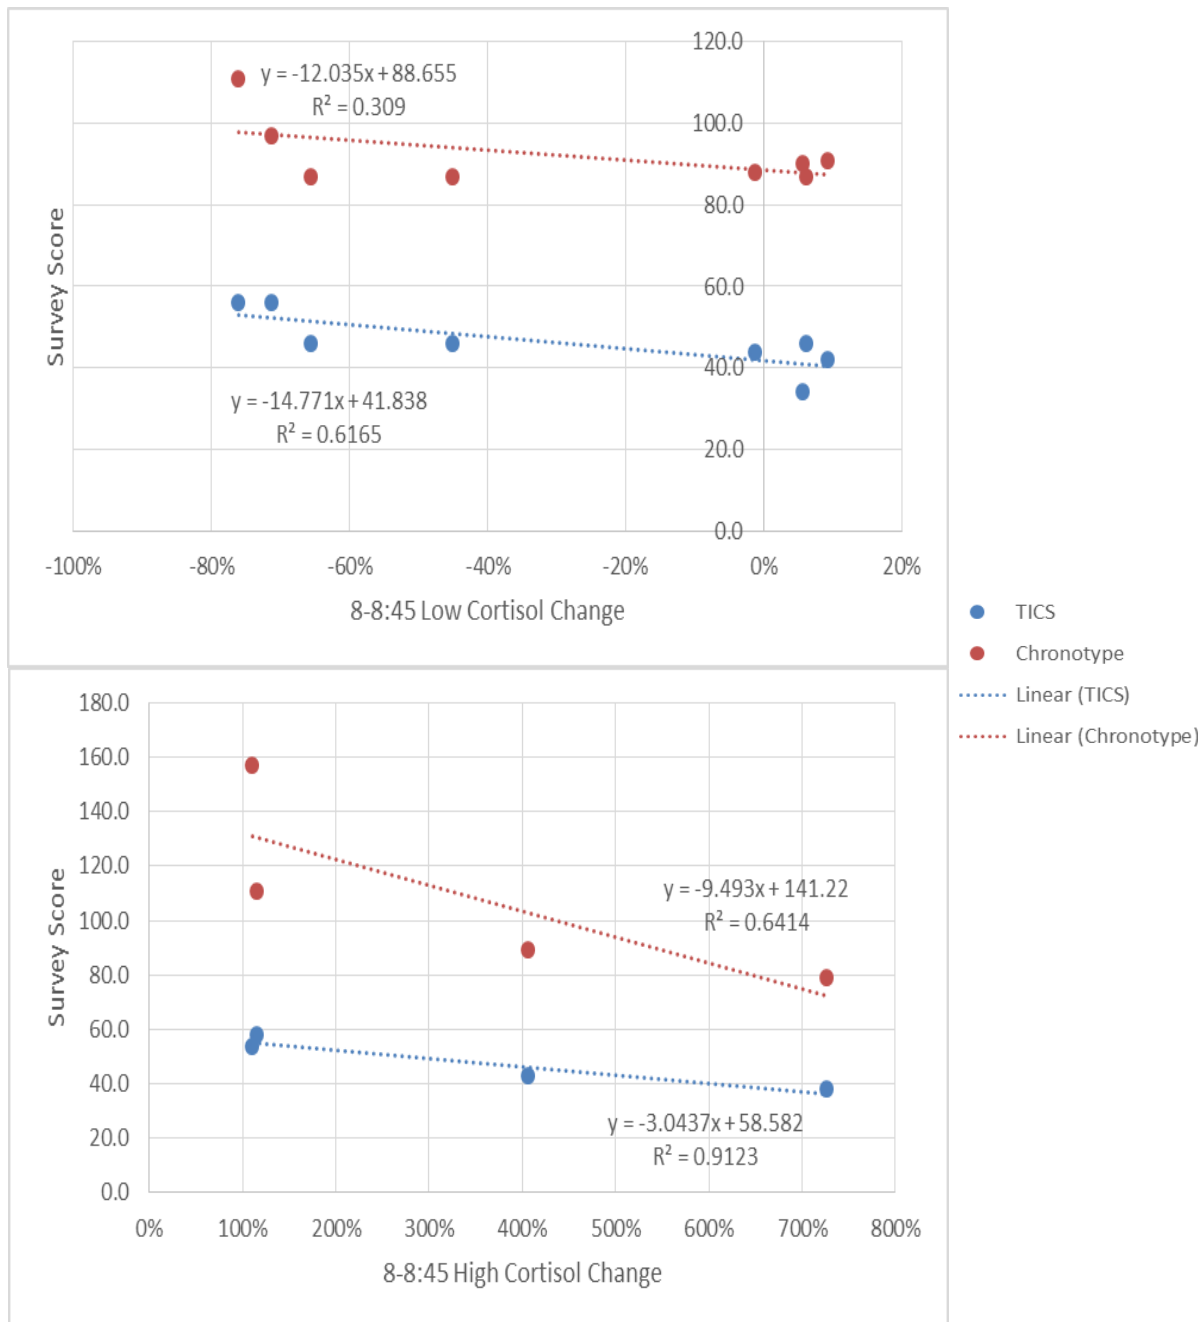 120.0
y = -12.035x + 88.655
R² = 0.309
100.0
80.0
Survey Score
60.0
40.0
y = -14.771x + 41.838
R² = 0.6165
20.0
0.0
-100% -80% -60% -40% -20% 0% 20%
8-8:45 Low Cortisol Change
TICS
Chronotype
Linear (TICS)
Linear (Chronotype)
180.0
160.0
140.0
120.0
y = -9.493x + 141.22
R² = 0.6414
100.0
Survey Score
80.0
60.0
40.0
y = -3.0437x + 58.582
R² = 0.9123
20.0
0.0
0% 100% 200% 300% 400% 500% 600% 700% 800%
8-8:45 High Cortisol Change